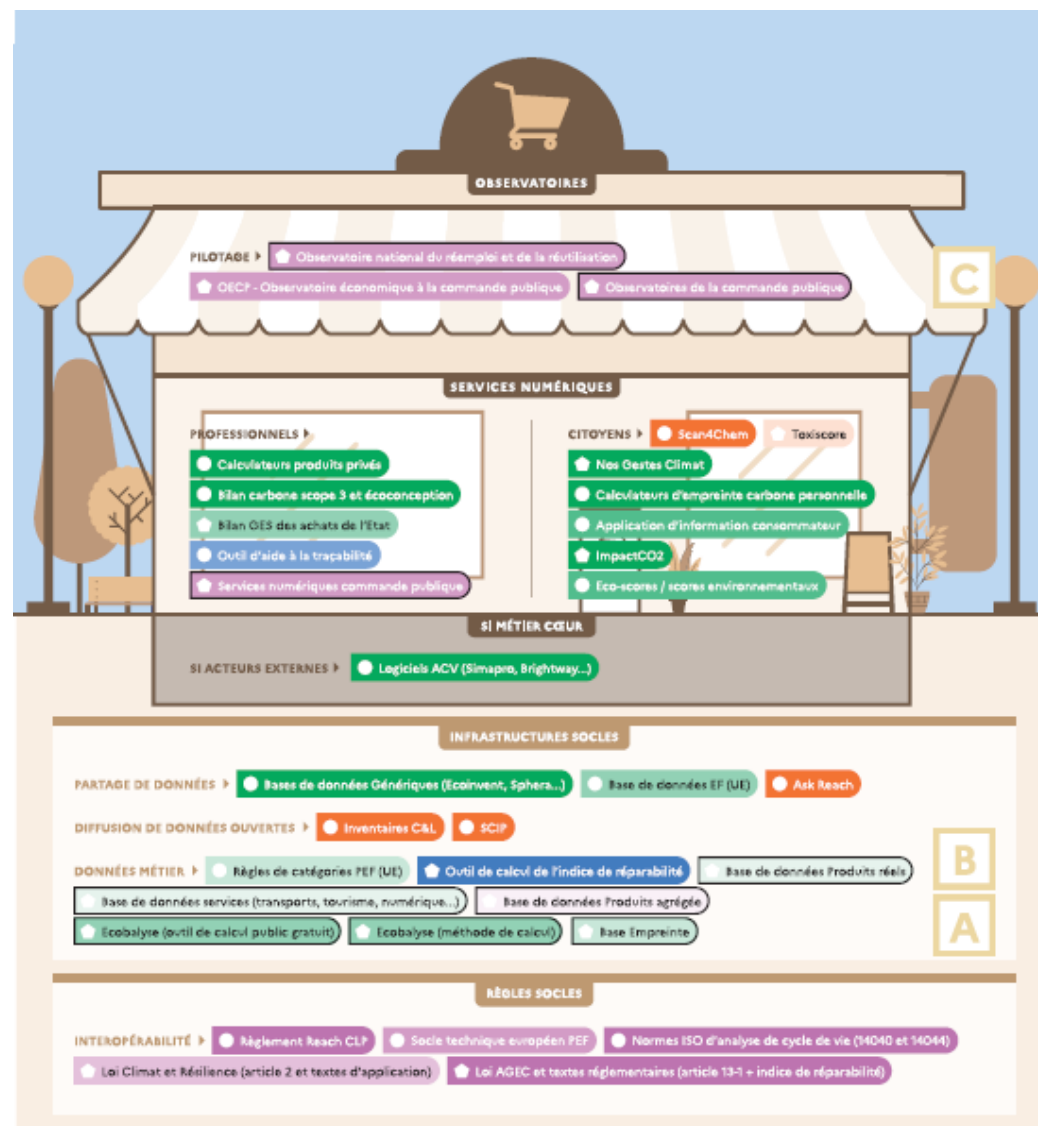 OBSERVATOIRES
PILOTAGE Observatoire national du réemploi et de la réutilisation
OECP - Observatoire économique à la commande publique Observatoires de la commande publique
C
SERVICES NUMÉRIQUES
PROFESSIONNELS
Calculateurs produits privés
Bilan carbone scope 3 et écoconception
Bilan GES des achats de l'Etat
Outil d'aide à la traçabilité
Services numériques commande publique
CITOYENS Scan4Chem Toxiscore
Nos Gestes Climat
Calculateurs d'empreinte carbone personnelle
Application d'information consommateur
ImpactCO2
Eco-scores / scores environnementaux
SI MÉTIER CŒUR
SI ACTEURS EXTERNES Logiciels ACV (Simapro, Brightway...)
INFRASTRUCTURES SOCLES
PARTAGE DE DONNÉES Bases de données Génériques (Ecoinvent, Sphera...) Base de données EF (UE) Ask Reach
DIFFUSION DE DONNÉES OUVERTES Inventaires C&L SCIP
DONNÉES MÉTIER Règles de catégories PEF (UE) Outil de calcul de l'indice de réparabilité Base de données Produits réels
B
Base de données services (transports, tourisme, numérique...) Base de données Produits agrégée
Ecobalyse (outil de calcul public gratuit) Ecobalyse (méthode de calcul) Base Empreinte
A
RÈGLES SOCLES
INTEROPÉRABILITÉ Règlement Reach CLP Socle technique européen PEF Normes ISO d'analyse de cycle de vie (14040 et 14044)
Loi Climat et Résilience (article 2 et textes d'application) Loi AGEC et textes réglementaires (article 13-1 + indice de réparabilité)